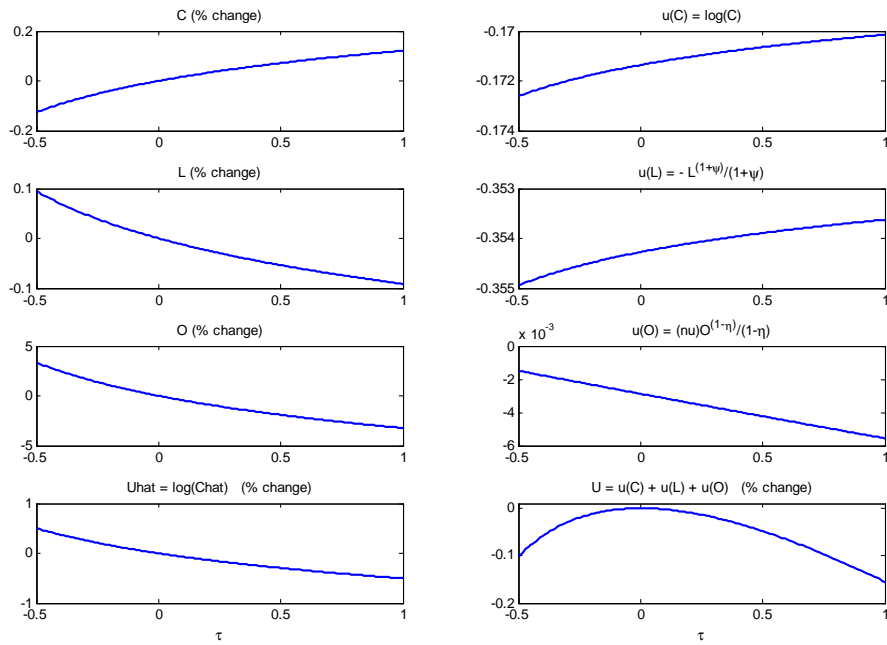 C (% change)
0.2
0
-0.2
-0.5 0 0.5 1
u(C) = log(C)
-0.17
-0.172
-0.174
-0.5 0 0.5 1
L (% change)
0.1
0
-0.1
-0.5 0 0.5 1
u(L) = - L^(1+ψ)/(1+ψ)
-0.353
-0.354
-0.355
-0.5 0 0.5 1
O (% change)
5
0
-5
-0.5 0 0.5 1
x 10^-3
u(O) = (nu)O^(1-η)/(1-η)
0
-2
-4
-6
-0.5 0 0.5 1
Uhat = log(Chat) (% change)
1
0
-1
-0.5 0 0.5 1
τ
U = u(C) + u(L) + u(O) (% change)
0
-0.1
-0.2
-0.5 0 0.5 1
τ